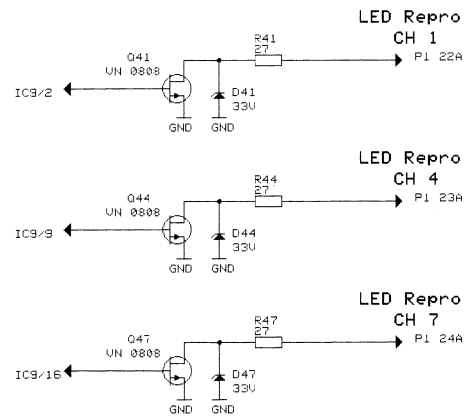 LED Repro
CH 1
R41
27
P1 22A
Q41
VN 0808
IC9/2
D41
33V
GND
GND
LED Repro
CH 4
R44
27
P1 23A
Q44
VN 0808
IC9/9
D44
33V
GND
GND
LED Repro
CH 7
R47
27
P1 24A
Q47
VN 0808
IC9/16
D47
33V
GND
GND